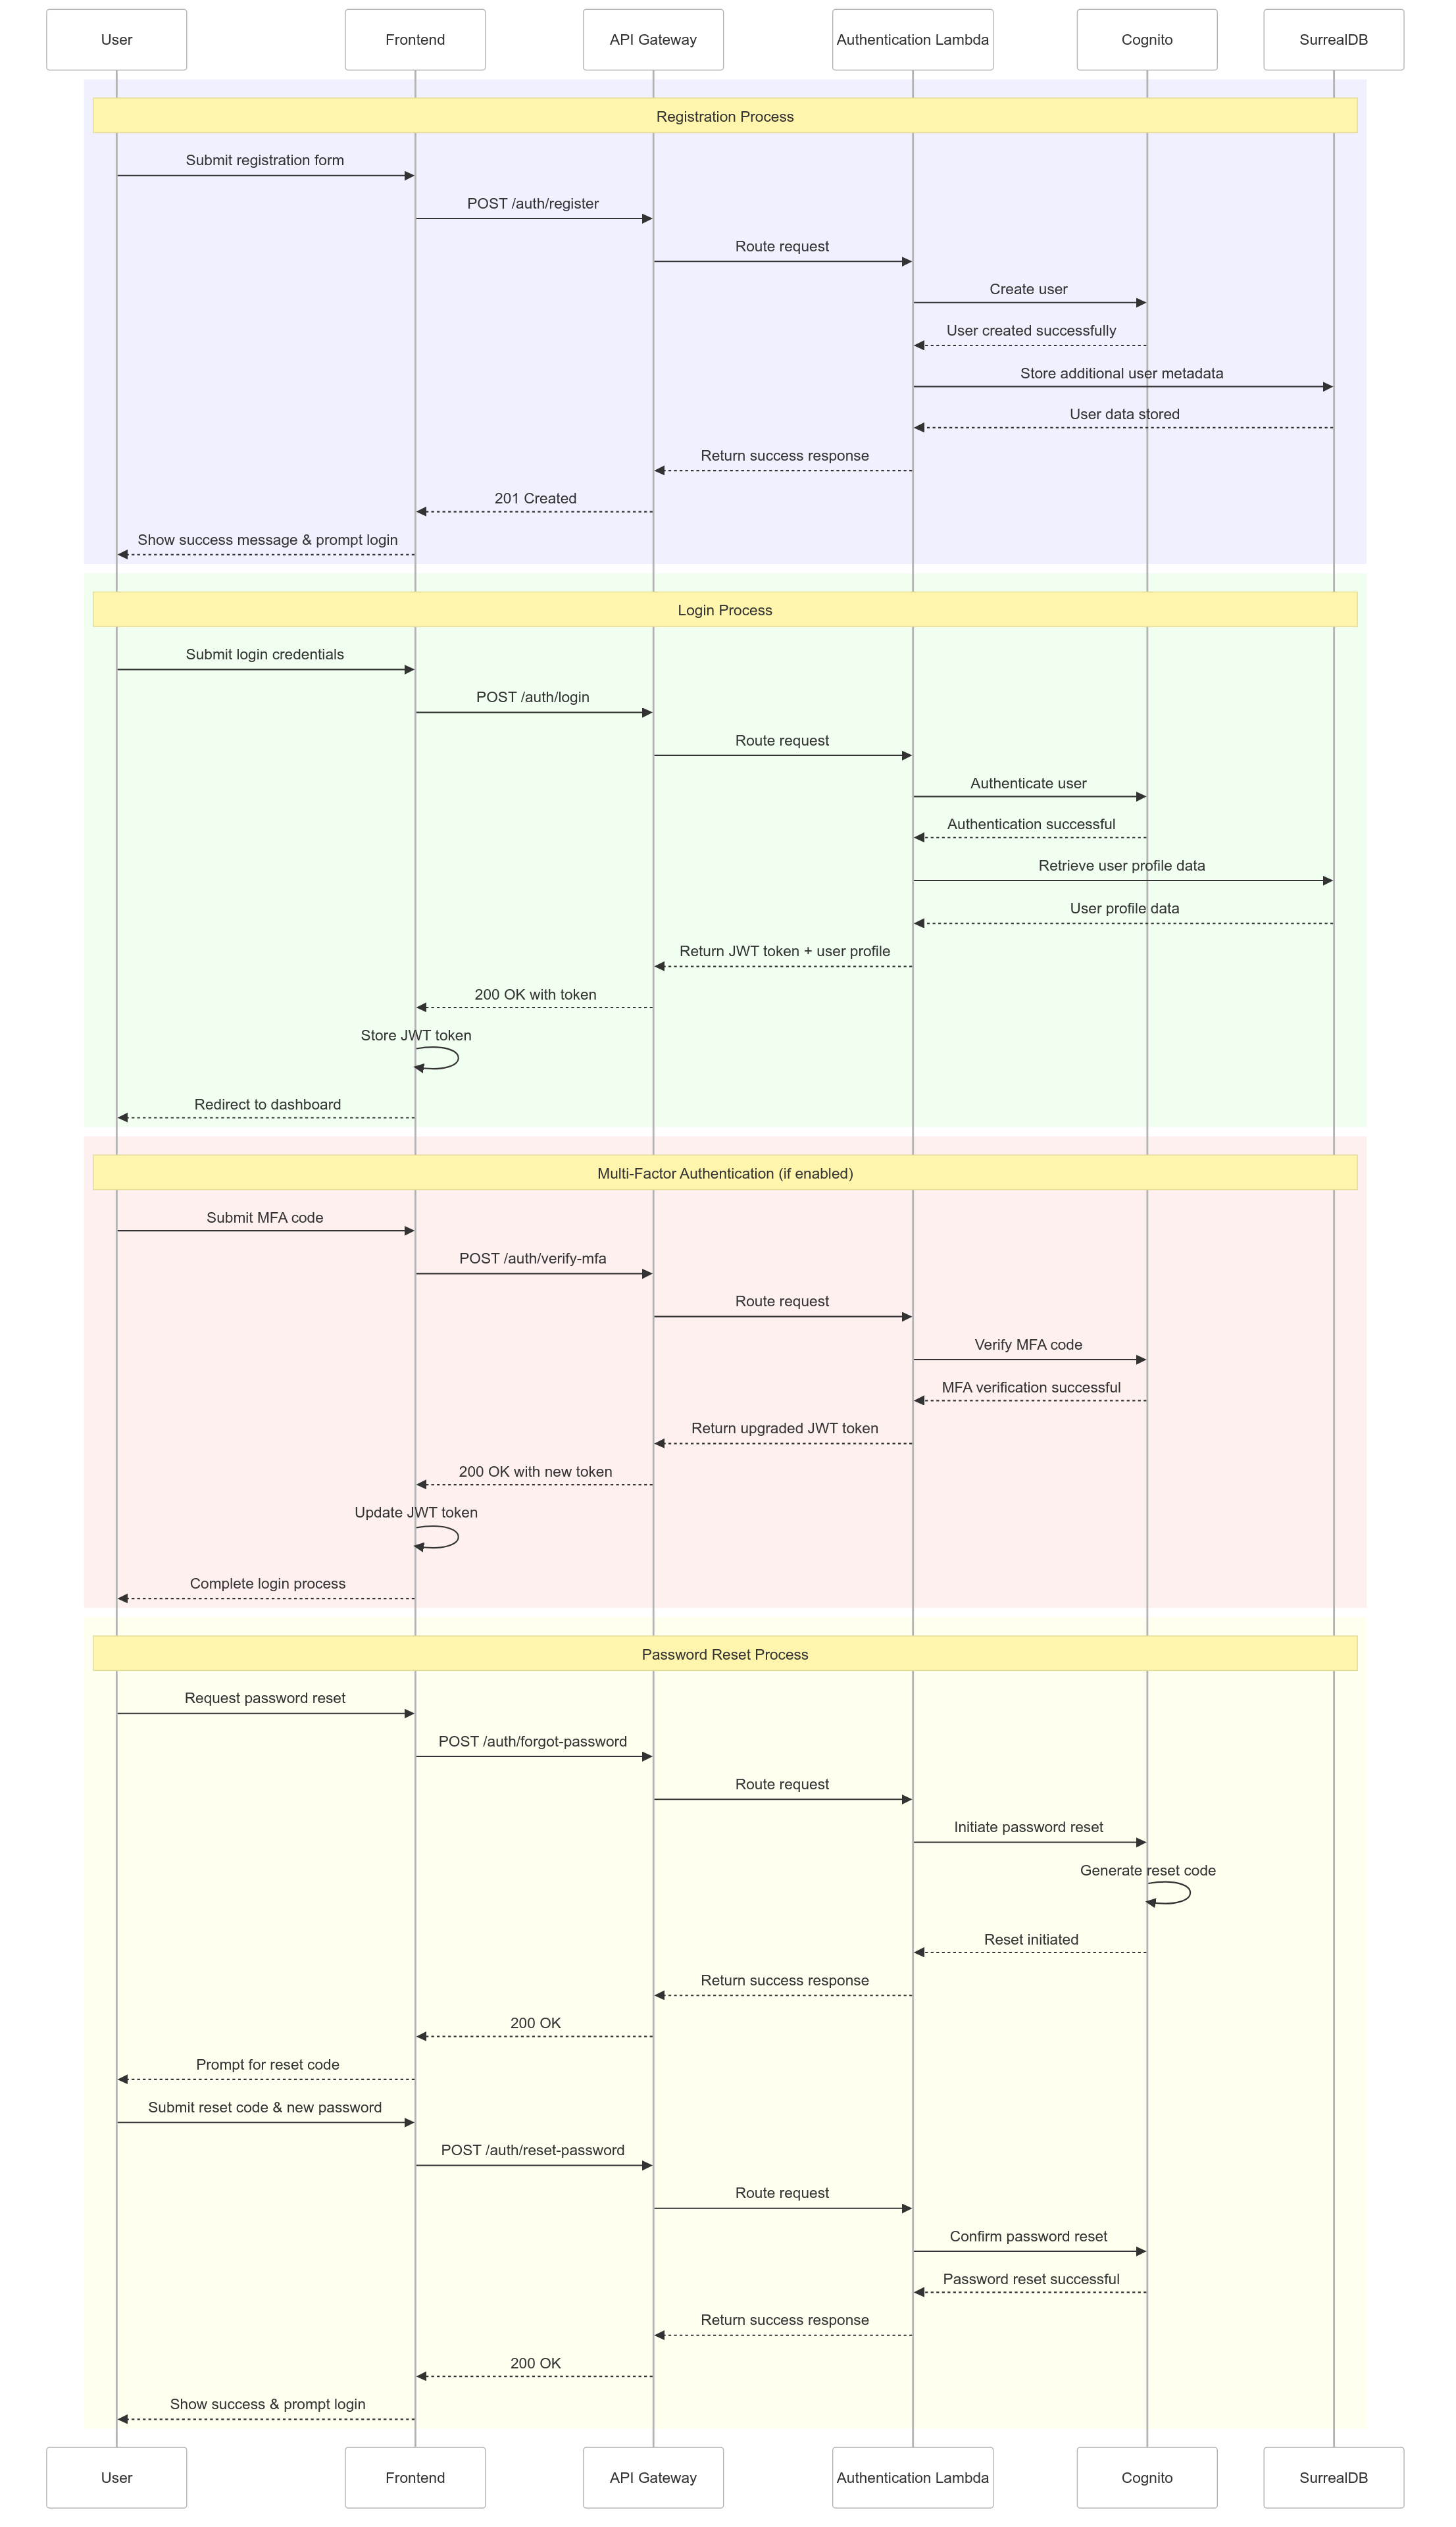 User
Frontend
API Gateway
Authentication Lambda
Cognito
SurrealDB
Registration Process
Submit registration form
POST /auth/register
Route request
Create user
User created successfully
Store additional user metadata
User data stored
Return success response
201 Created
Show success message & prompt login
Login Process
Submit login credentials
POST /auth/login
Route request
Authenticate user
Authentication successful
Retrieve user profile data
User profile data
Return JWT token + user profile
200 OK with token
Store JWT token
Redirect to dashboard
Multi-Factor Authentication (if enabled)
Submit MFA code
POST /auth/verify-mfa
Route request
Verify MFA code
MFA verification successful
Return upgraded JWT token
200 OK with new token
Update JWT token
Complete login process
Password Reset Process
Request password reset
POST /auth/forgot-password
Route request
Initiate password reset
Generate reset code
Reset initiated
Return success response
200 OK
Prompt for reset code
Submit reset code & new password
POST /auth/reset-password
Route request
Confirm password reset
Password reset successful
Return success response
200 OK
Show success & prompt login
User
Frontend
API Gateway
Authentication Lambda
Cognito
SurrealDB